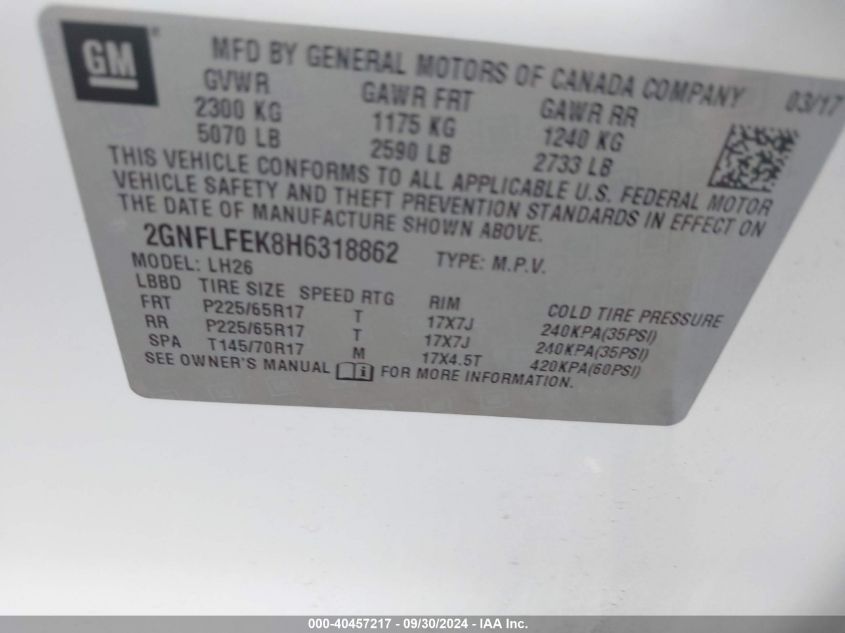 GM
MFD BY GENERAL MOTORS OF CANADA COMPANY 03/17
GVWR GAWR FRT GAWR RR
2300 KG 1175 KG 1240 KG
5070 LB 2590 LB 2733 LB
THIS VEHICLE CONFORMS TO ALL APPLICABLE U.S. FEDERAL MOTOR
VEHICLE SAFETY AND THEFT PREVENTION STANDARDS IN EFFECT ON
THE DATE OF MANUFACTURE SHOWN ABOVE.
2GNFLFEK8H6318862 TYPE: M.P.V.
MODEL: LH26
LBBD TIRE SIZE SPEED RTG RIM COLD TIRE PRESSURE
FRT P225/65R17 T 17X7J 240KPA(35PSI)
RR P225/65R17 T 17X7J 240KPA(35PSI)
SPA T145/70R17 M 17X4.5T 420KPA(60PSI)
SEE OWNER'S MANUAL FOR MORE INFORMATION.
000-40457217 - 09/30/2024 - IAA Inc.